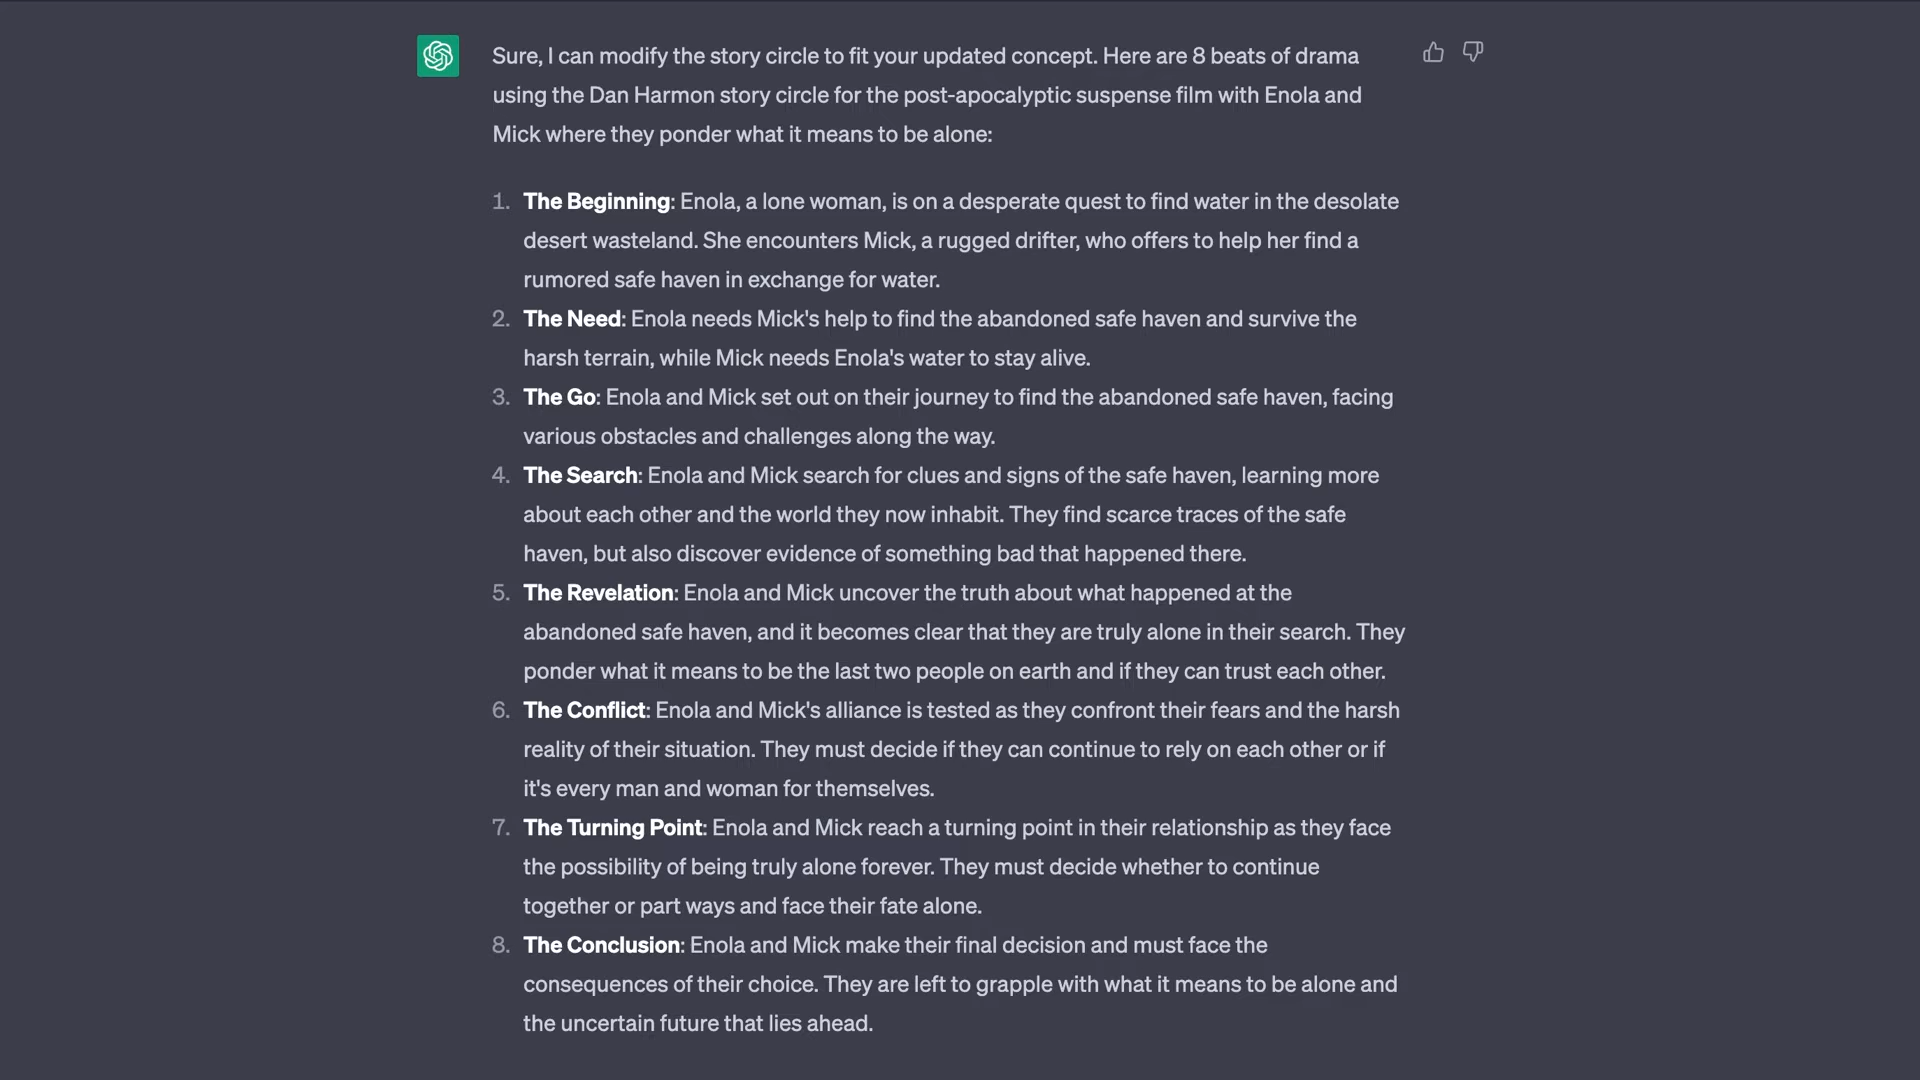 Sure, I can modify the story circle to fit your updated concept. Here are 8 beats of drama
using the Dan Harmon story circle for the post-apocalyptic suspense film with Enola and
Mick where they ponder what it means to be alone:
1. The Beginning: Enola, a lone woman, is on a desperate quest to find water in the desolate
desert wasteland. She encounters Mick, a rugged drifter, who offers to help her find a
rumored safe haven in exchange for water.
2. The Need: Enola needs Mick's help to find the abandoned safe haven and survive the
harsh terrain, while Mick needs Enola's water to stay alive.
3. The Go: Enola and Mick set out on their journey to find the abandoned safe haven, facing
various obstacles and challenges along the way.
4. The Search: Enola and Mick search for clues and signs of the safe haven, learning more
about each other and the world they now inhabit. They find scarce traces of the safe
haven, but also discover evidence of something bad that happened there.
5. The Revelation: Enola and Mick uncover the truth about what happened at the
abandoned safe haven, and it becomes clear that they are truly alone in their search. They
ponder what it means to be the last two people on earth and if they can trust each other.
6. The Conflict: Enola and Mick's alliance is tested as they confront their fears and the harsh
reality of their situation. They must decide if they can continue to rely on each other or if
it's every man and woman for themselves.
7. The Turning Point: Enola and Mick reach a turning point in their relationship as they face
the possibility of being truly alone forever. They must decide whether to continue
together or part ways and face their fate alone.
8. The Conclusion: Enola and Mick make their final decision and must face the
consequences of their choice. They are left to grapple with what it means to be alone and
the uncertain future that lies ahead.